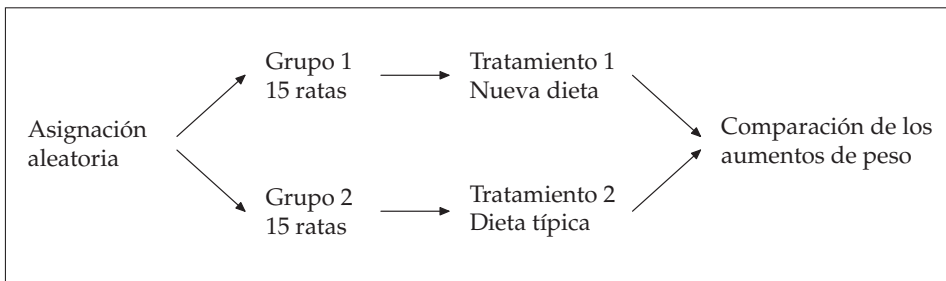 Asignación
aleatoria
Grupo 1
15 ratas
Tratamiento 1
Nueva dieta
Grupo 2
15 ratas
Tratamiento 2
Dieta típica
Comparación de los
aumentos de peso